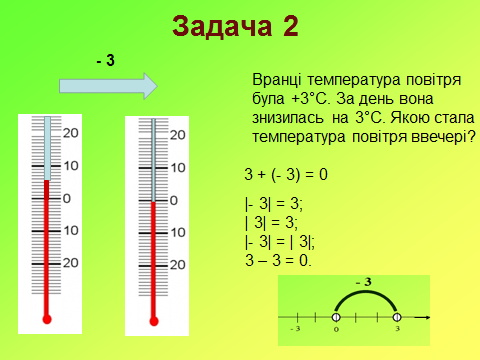 Задача 2
- 3
20
10
0
10
20
20
10
0
10
20
Вранці температура повітря
була +3°С. За день вона
знизилась на 3°С. Якою стала
температура повітря ввечері?
3 + (- 3) = 0
|- 3| = 3;
| 3| = 3;
|- 3| = | 3|;
3 – 3 = 0.
- 3
- 3 0 3